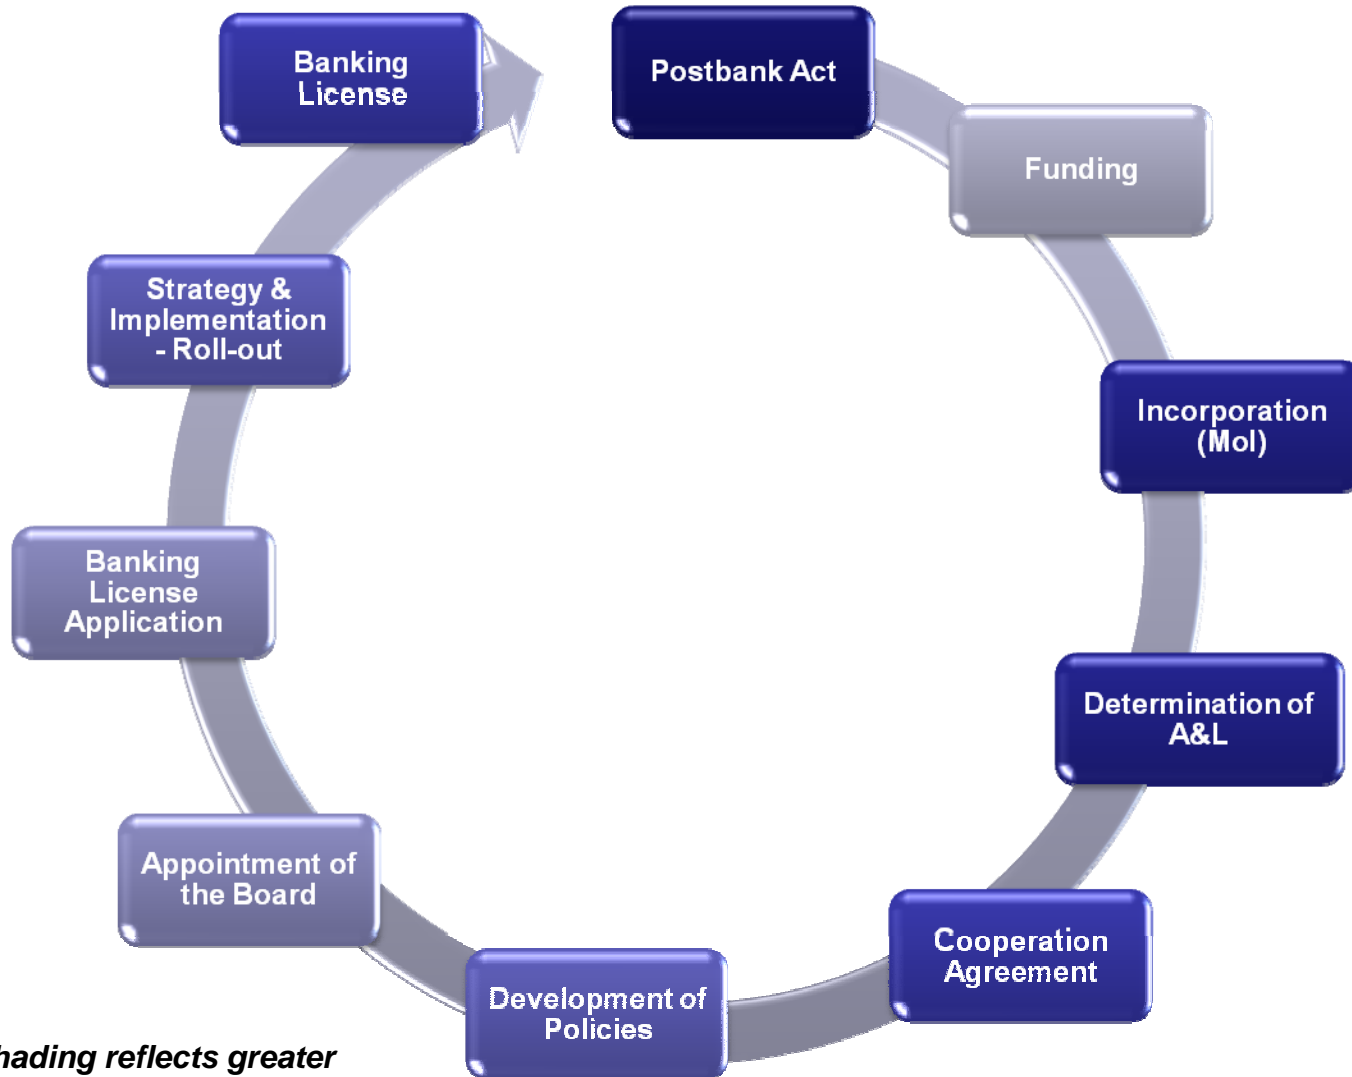 Postbank Act
Funding
Incorporation
(MoI)
Determination of
A&L
Cooperation
Agreement
Development of
Policies
Appointment of
the Board
Banking
License
Application
Strategy &
Implementation
- Roll-out
Banking
License
hading reflects greater